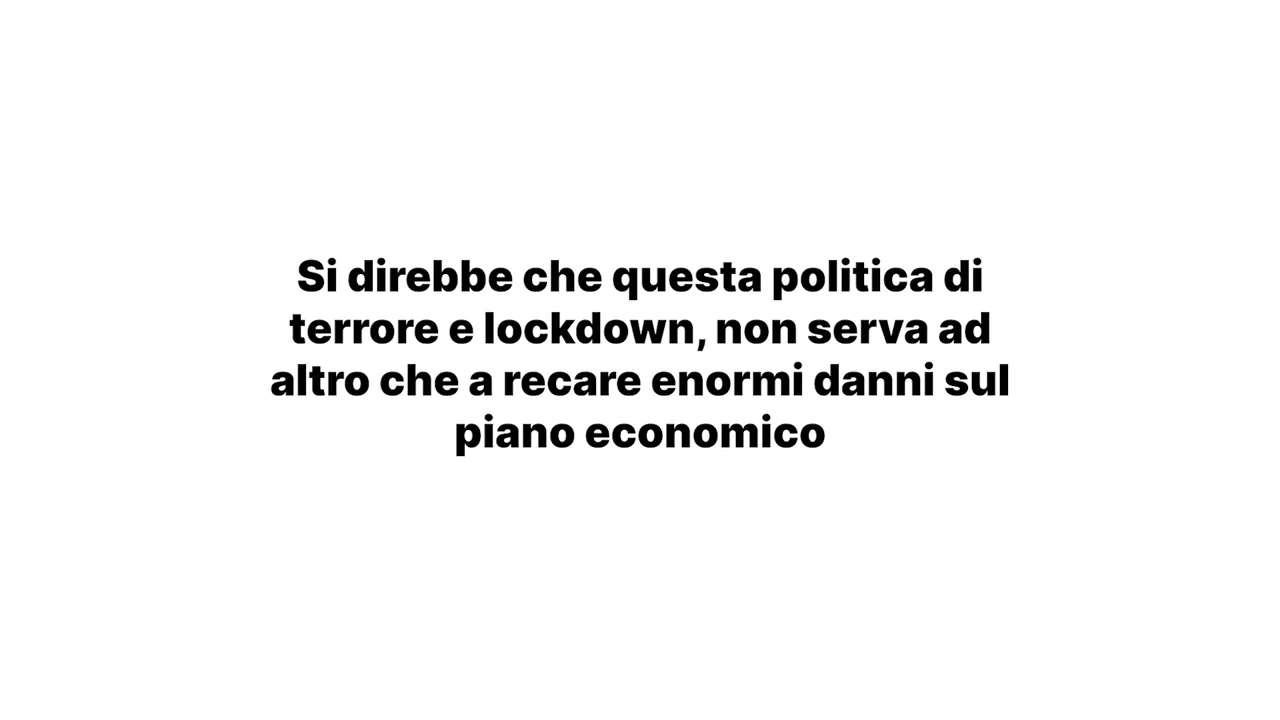 Si direbbe che questa politica di
terrore e lockdown, non serva ad
altro che a recare enormi danni sul
piano economico